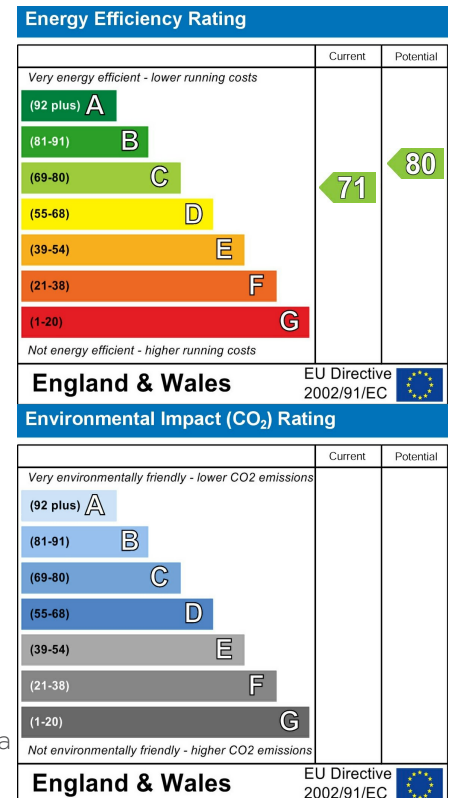 Energy Efficiency Rating
Current Potential
Very energy efficient - lower running costs
(92 plus) A
(81-91) B
(69-80) C
(55-68) D
(39-54) E
(21-38) F
(1-20) G
71
80
Not energy efficient - higher running costs
England & Wales
EU Directive
2002/91/EC
Environmental Impact (CO₂) Rating
Current Potential
Very environmentally friendly - lower CO2 emissions
(92 plus) A
(81-91) B
(69-80) C
(55-68) D
(39-54) E
(21-38) F
(1-20) G
a
Not environmentally friendly - higher CO2 emissions
England & Wales
EU Directive
2002/91/EC